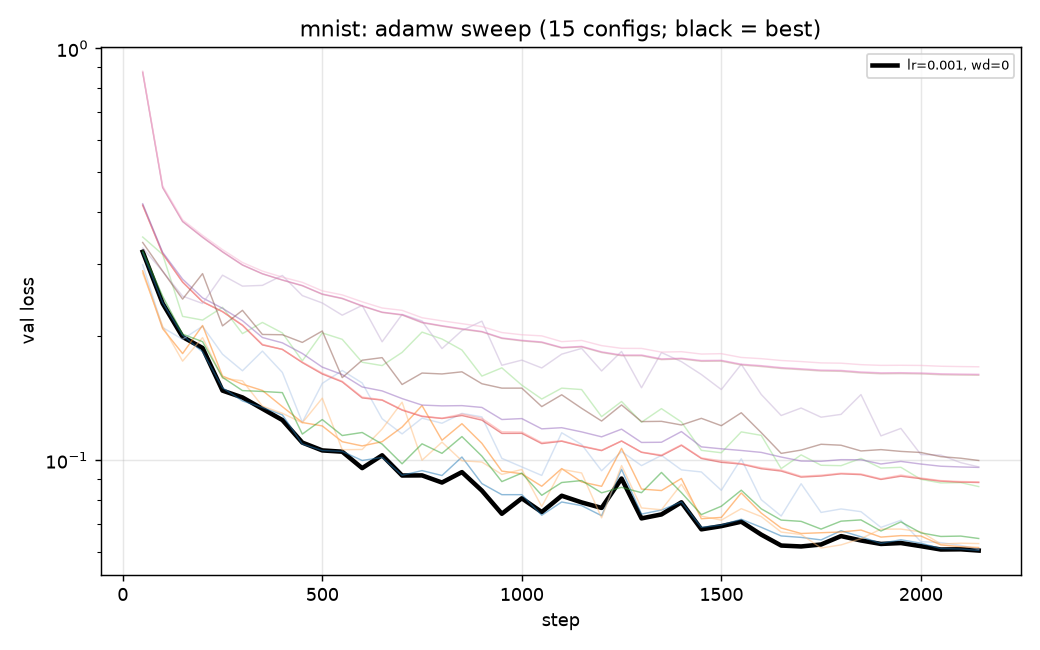 mnist: adamw sweep (15 configs; black = best)
lr=0.001, wd=0
10⁰
10⁻¹
val loss
0 500 1000 1500 2000
step